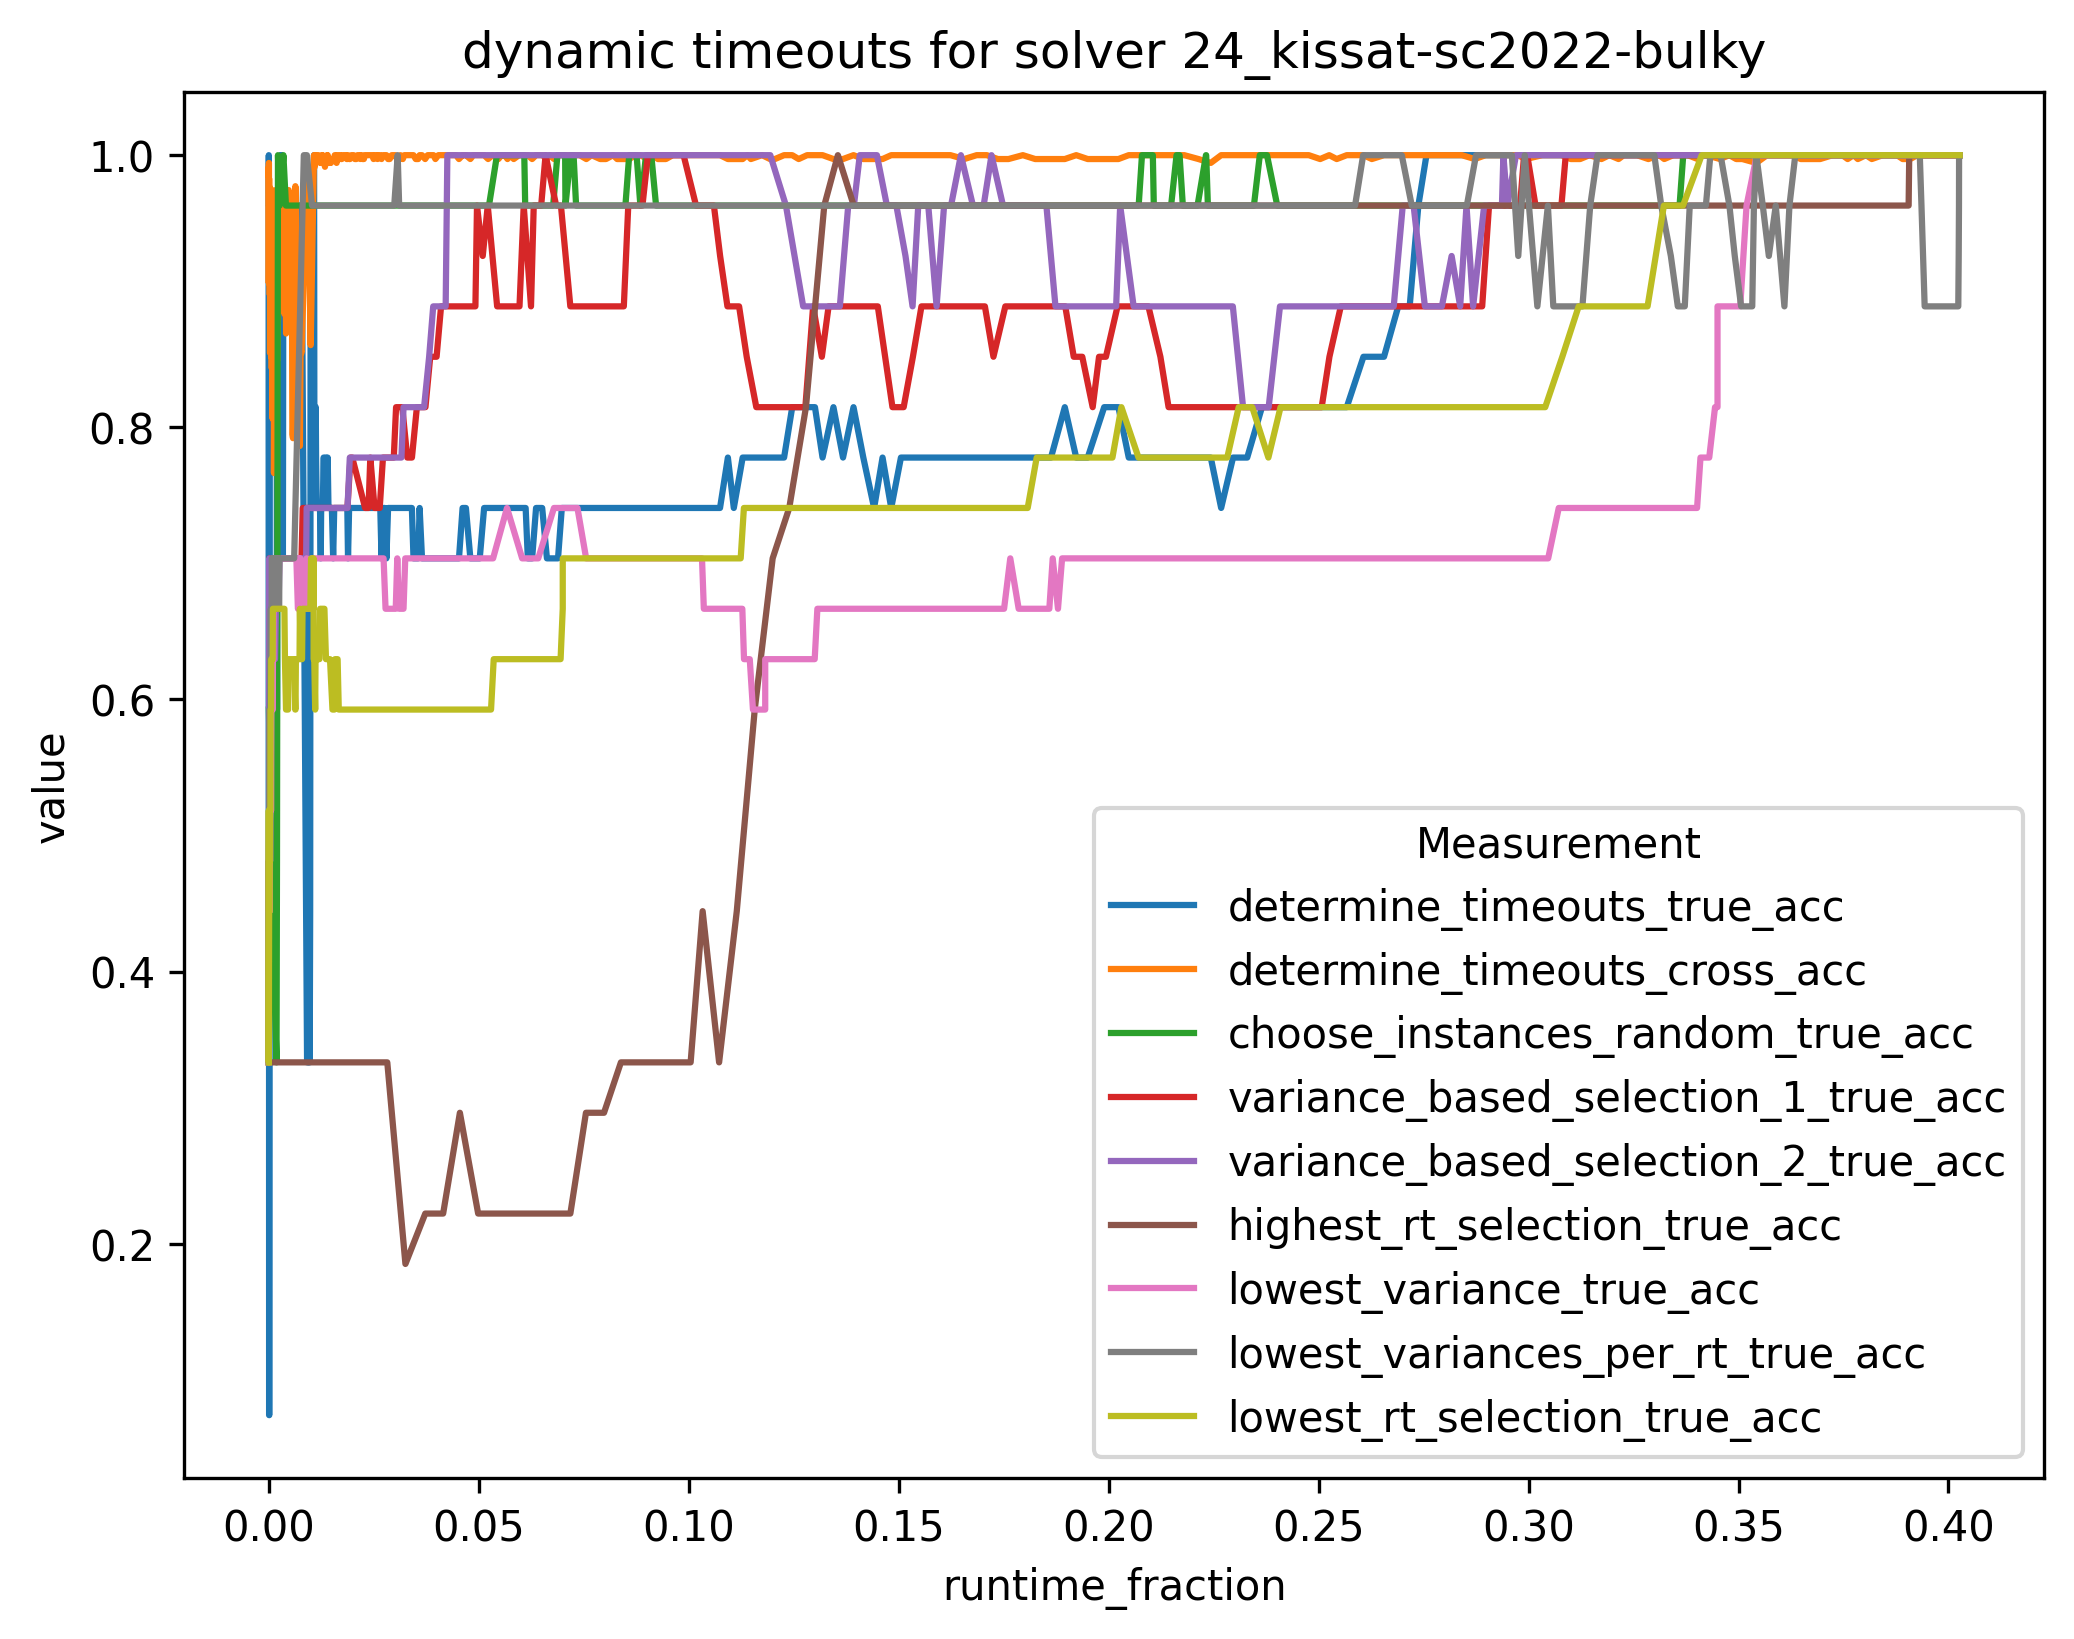 dynamic timeouts for solver 24_kissat-sc2022-bulky
1.0
0.8
0.6
0.4
0.2
value
Measurement
determine_timeouts_true_acc
determine_timeouts_cross_acc
choose_instances_random_true_acc
variance_based_selection_1_true_acc
variance_based_selection_2_true_acc
highest_rt_selection_true_acc
lowest_variance_true_acc
lowest_variances_per_rt_true_acc
lowest_rt_selection_true_acc
0.00 0.05 0.10 0.15 0.20 0.25 0.30 0.35 0.40
runtime_fraction